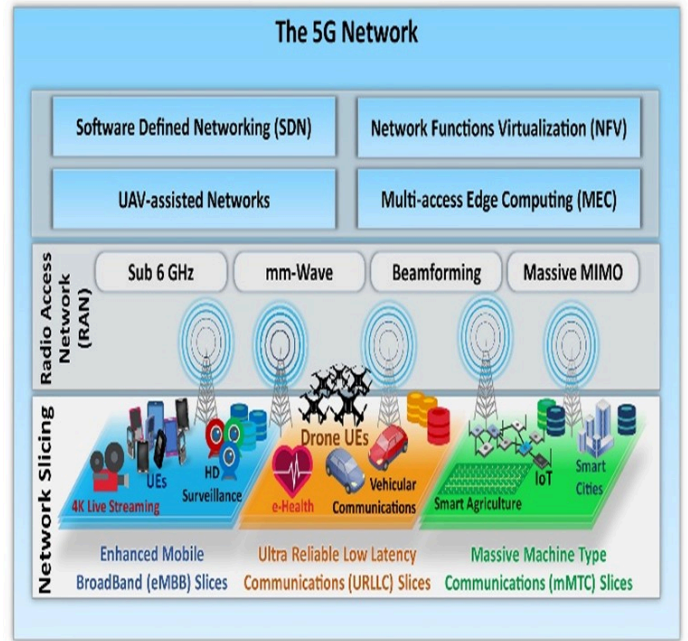 The 5G Network
Software Defined Networking (SDN)
Network Functions Virtualization (NFV)
UAV-assisted Networks
Multi-access Edge Computing (MEC)
Radio Access
Network
(RAN)
Sub 6 GHz
mm-Wave
Beamforming
Massive MIMO
Network Slicing
4K Live Streaming
UEs
HD
Surveillance
Drone UEs
e-Health
Vehicular
Communications
Smart Agriculture
IoT
Smart
Cities
Enhanced Mobile
BroadBand (eMBB) Slices
Ultra Reliable Low Latency
Communications (URLLC) Slices
Massive Machine Type
Communications (mMTC) Slices